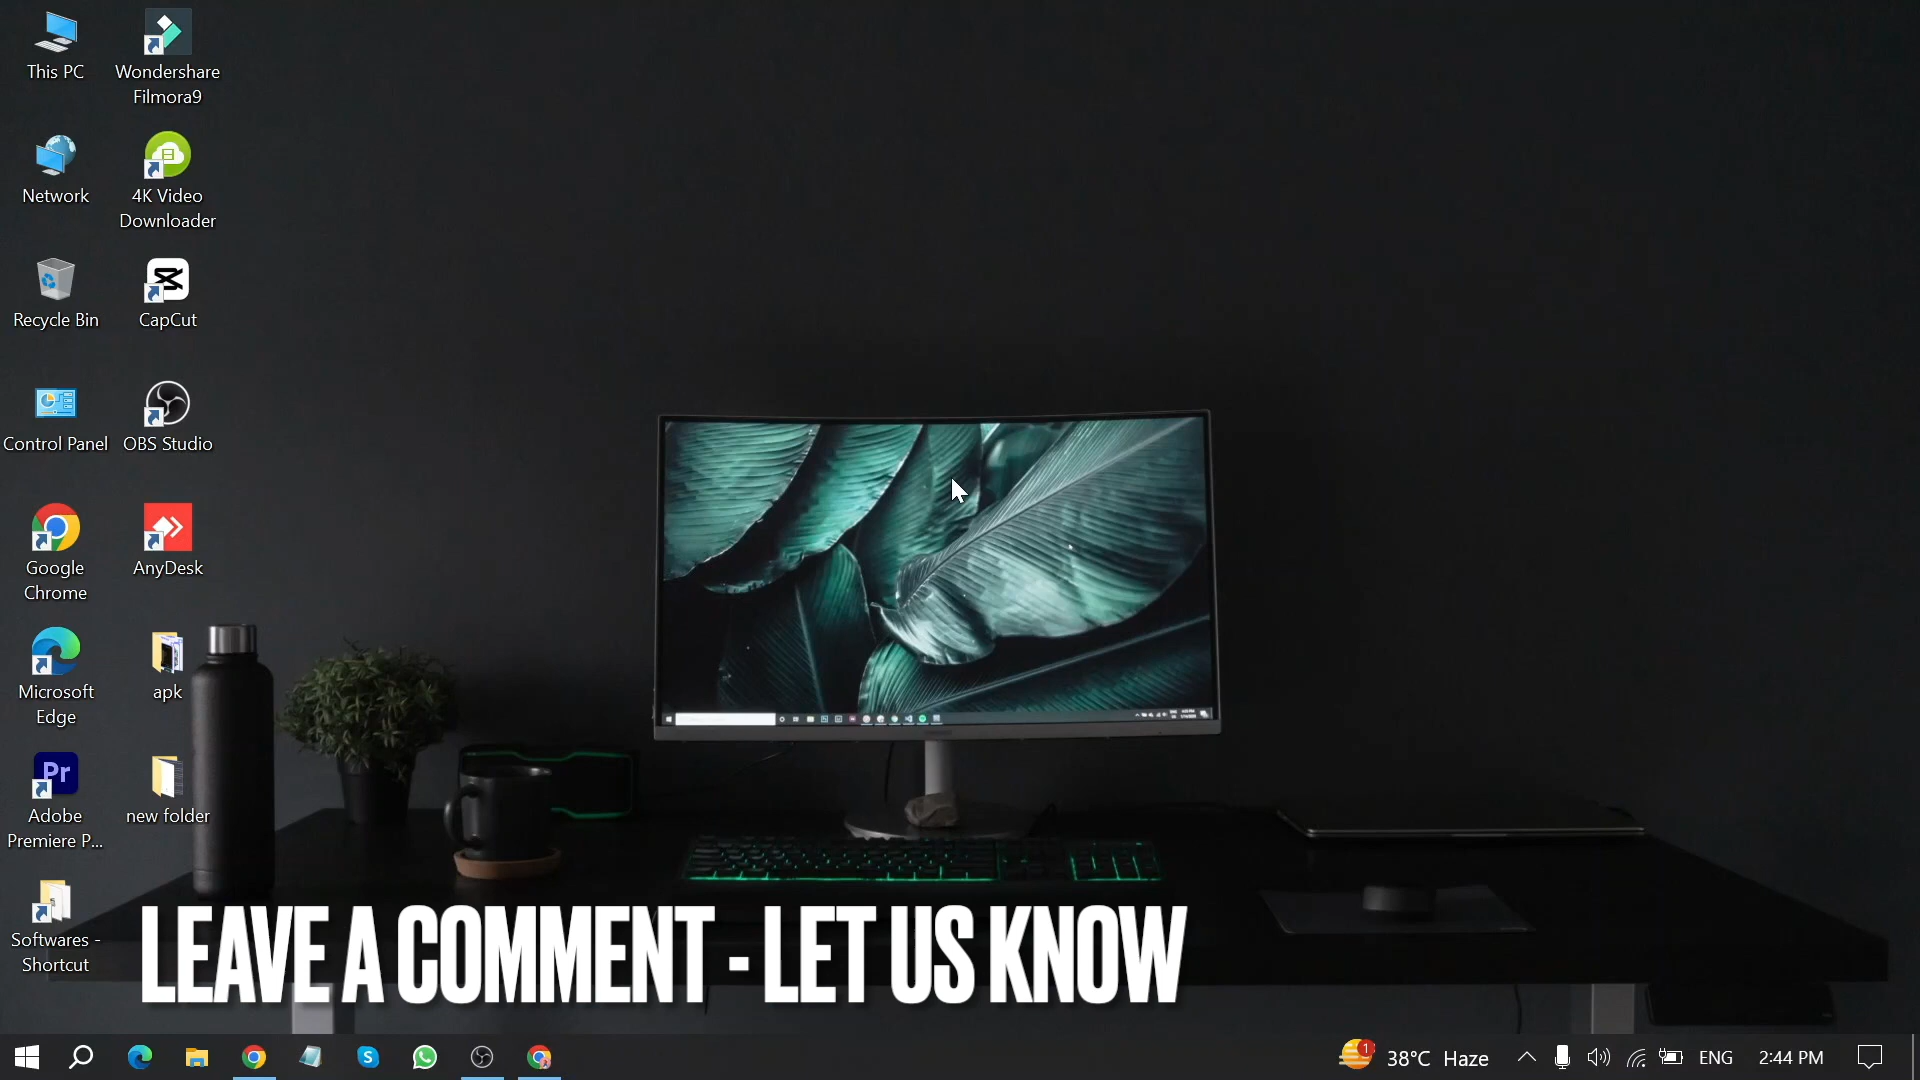 This PC
Wondershare
Filmora9
Network
4K Video
Downloader
Recycle Bin
CapCut
Control Panel
OBS Studio
Google
Chrome
AnyDesk
Microsoft
Edge
apk
Pr
Adobe
Premiere P...
new folder
Softwares -
Shortcut
LEAVE A COMMENT - LET US KNOW
1
38°C Haze
ENG
2:44 PM